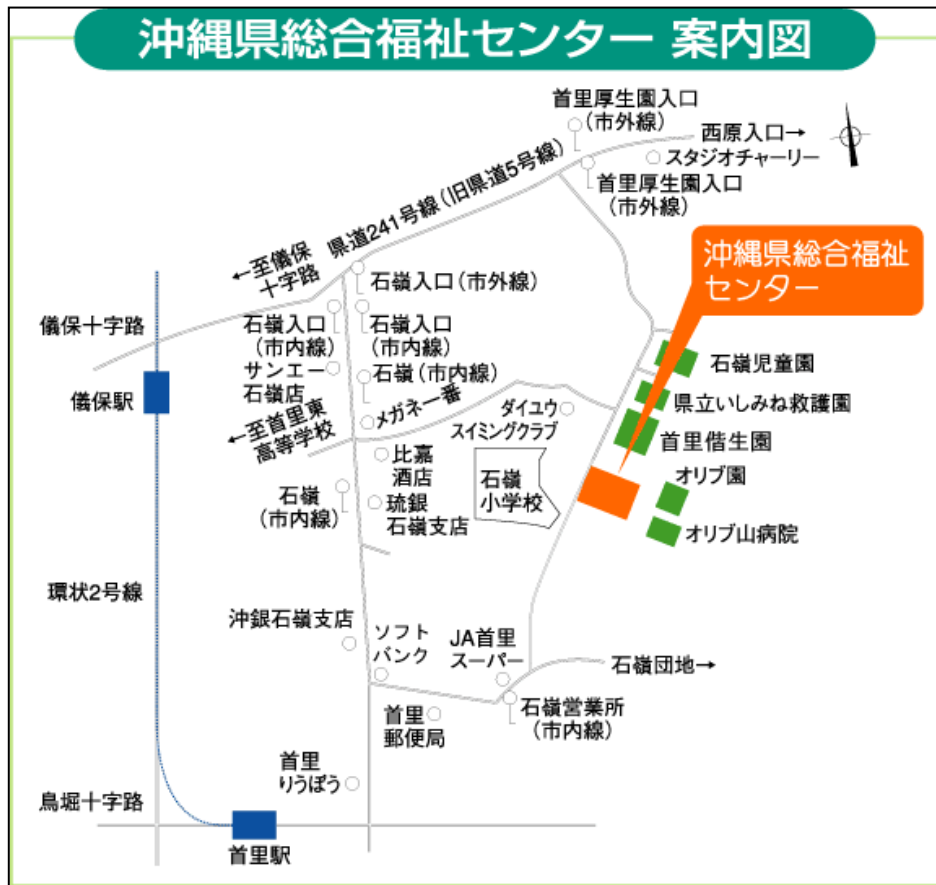 沖縄県総合福祉センター 案内図
首里厚生園入口
(市外線)
西原入口→
スタジオチャーリー
首里厚生園入口
(市外線)
県道241号線(旧県道5号線)
←至儀保
十字路
沖縄県総合福祉
センター
石嶺入口(市外線)
儀保十字路
石嶺入口
(市内線)
石嶺入口
(市内線)
サンエー
石嶺店
石嶺(市内線)
石嶺児童園
儀保駅
県立いしみね救護園
メガネ一番
ダイユウ
スイミングクラブ
←至首里東
高等学校
首里偕生園
比嘉
酒店
石嶺
小学校
オリブ園
石嶺
(市内線)
琉銀
石嶺支店
オリブ山病院
環状2号線
沖銀石嶺支店
ソフト
バンク
JA首里
スーパー
石嶺団地→
首里
郵便局
石嶺営業所
(市内線)
首里
りうぼう
鳥堀十字路
首里駅